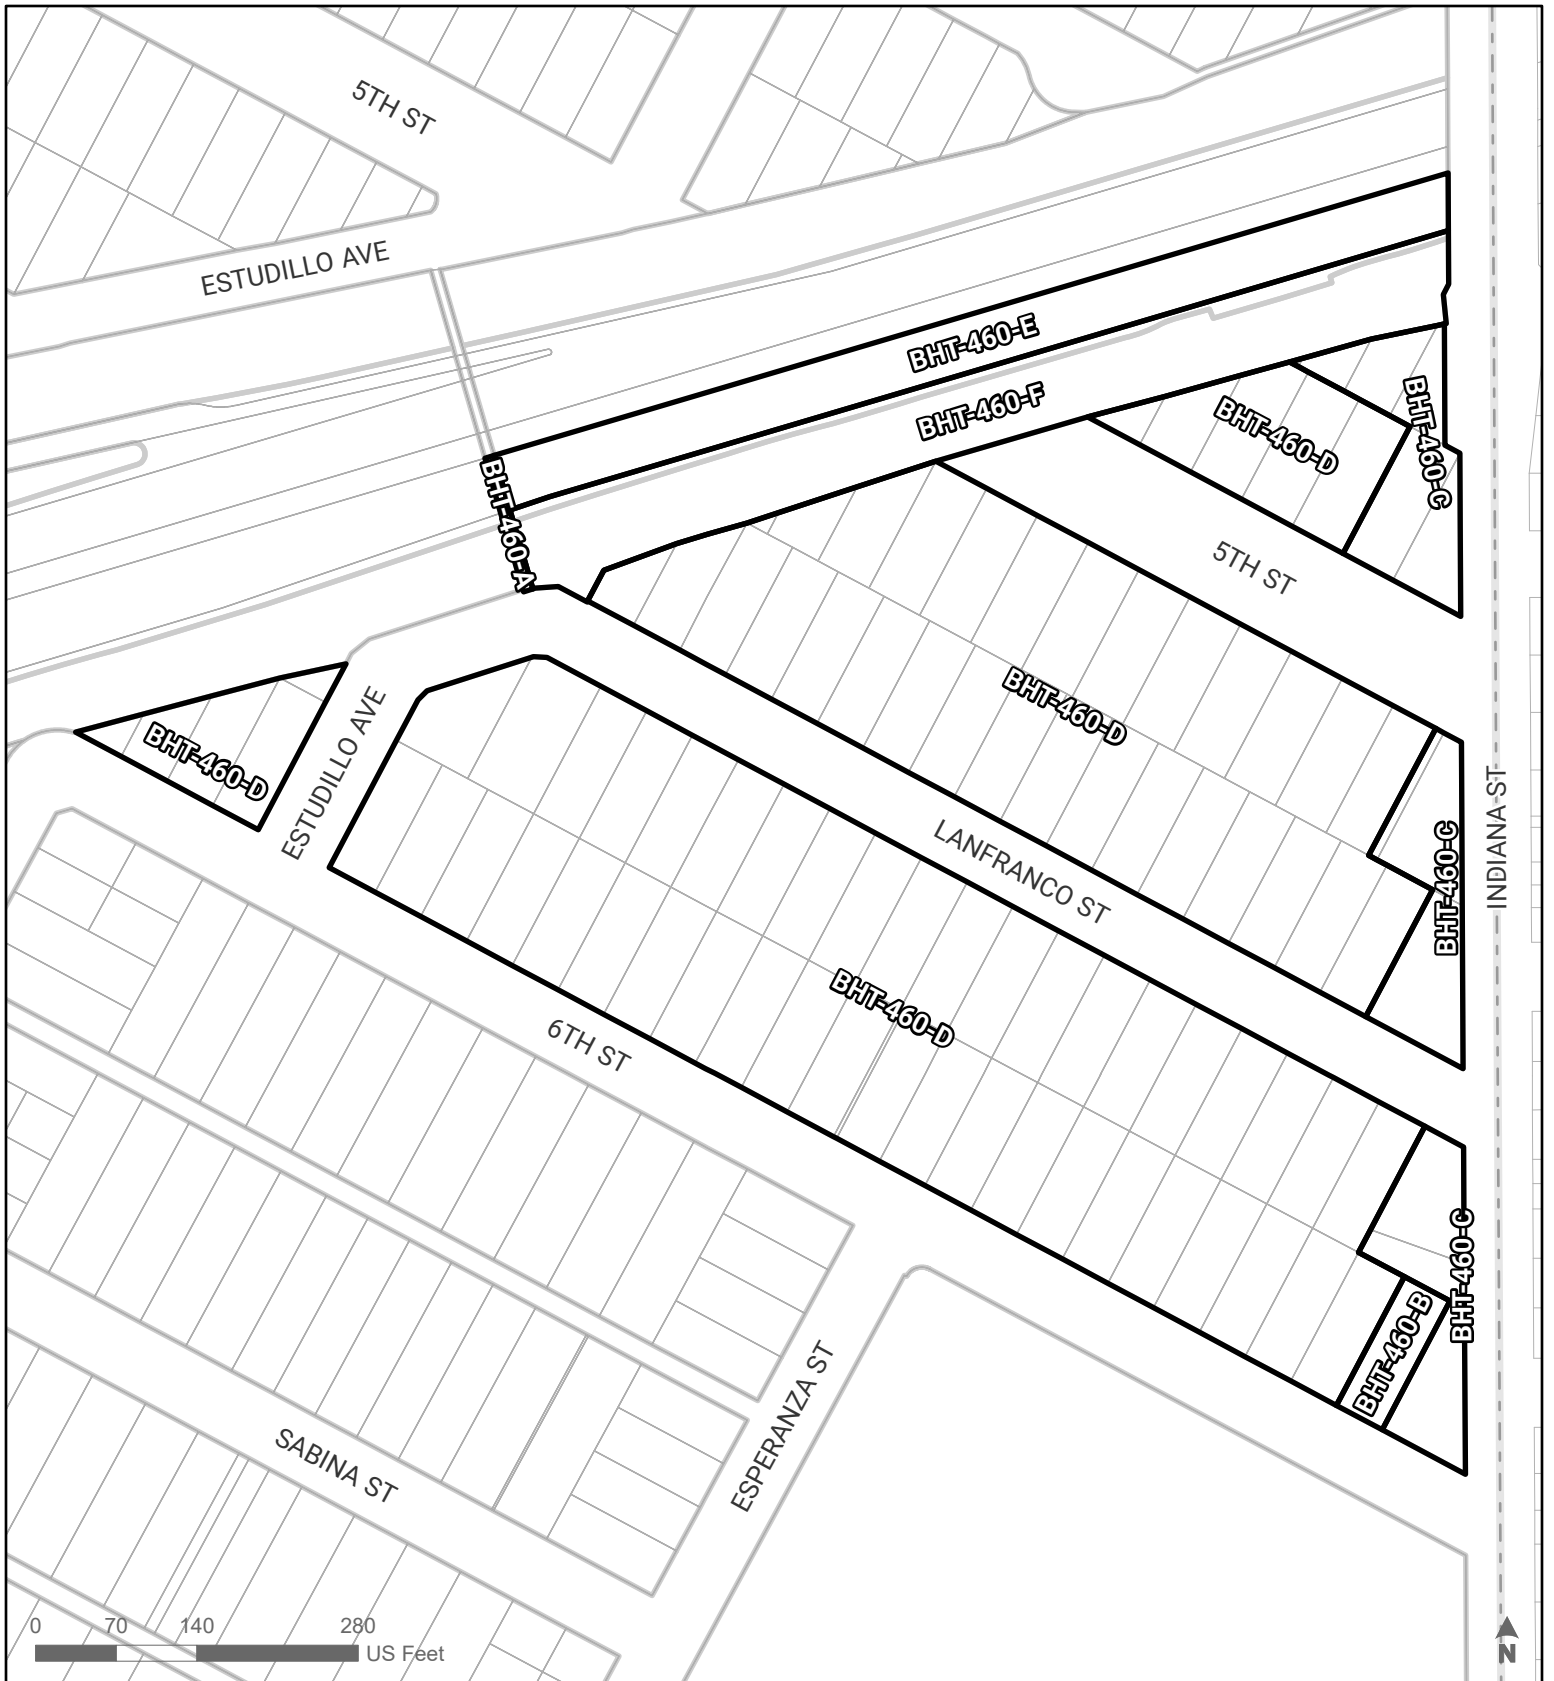 5TH ST
ESTUDILLO AVE
BHT-460-E
BHT-460-F
BHT-460-D
BHT-460-C
BHT-460-A
5TH ST
BHT-460-D
BHT-460-D
ESTUDILLO AVE
INDIANA ST
LANFRANCO ST
BHT-460-C
BHT-460-D
6TH ST
BHT-460-C
BHT-460-B
ESPERANZA ST
SABINA ST
0 70 140 280
US Feet
N